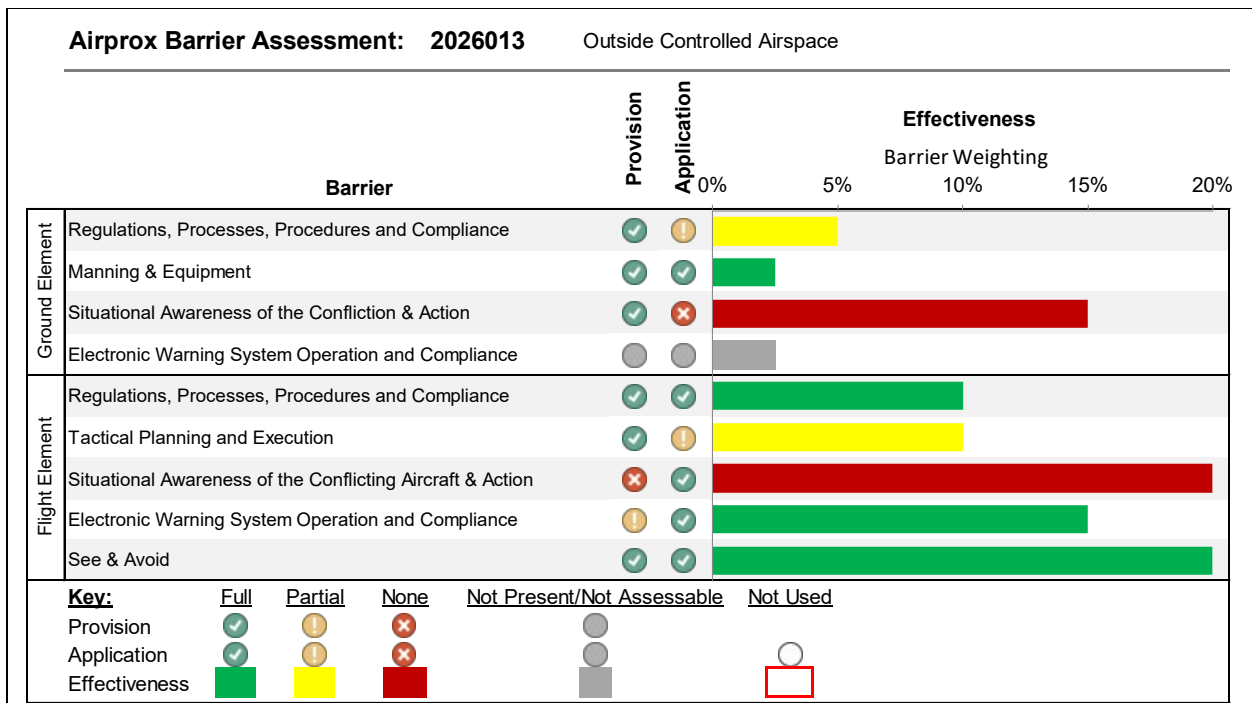 Airprox Barrier Assessment: 2026013 Outside Controlled Airspace
Provision
Application
Effectiveness
Barrier Weighting
Barrier
0% 5% 10% 15% 20%
Ground Element
Regulations, Processes, Procedures and Compliance
Manning & Equipment
Situational Awareness of the Confliction & Action
Electronic Warning System Operation and Compliance
Flight Element
Regulations, Processes, Procedures and Compliance
Tactical Planning and Execution
Situational Awareness of the Conflicting Aircraft & Action
Electronic Warning System Operation and Compliance
See & Avoid
Key: Full Partial None Not Present/Not Assessable Not Used
Provision
Application
Effectiveness